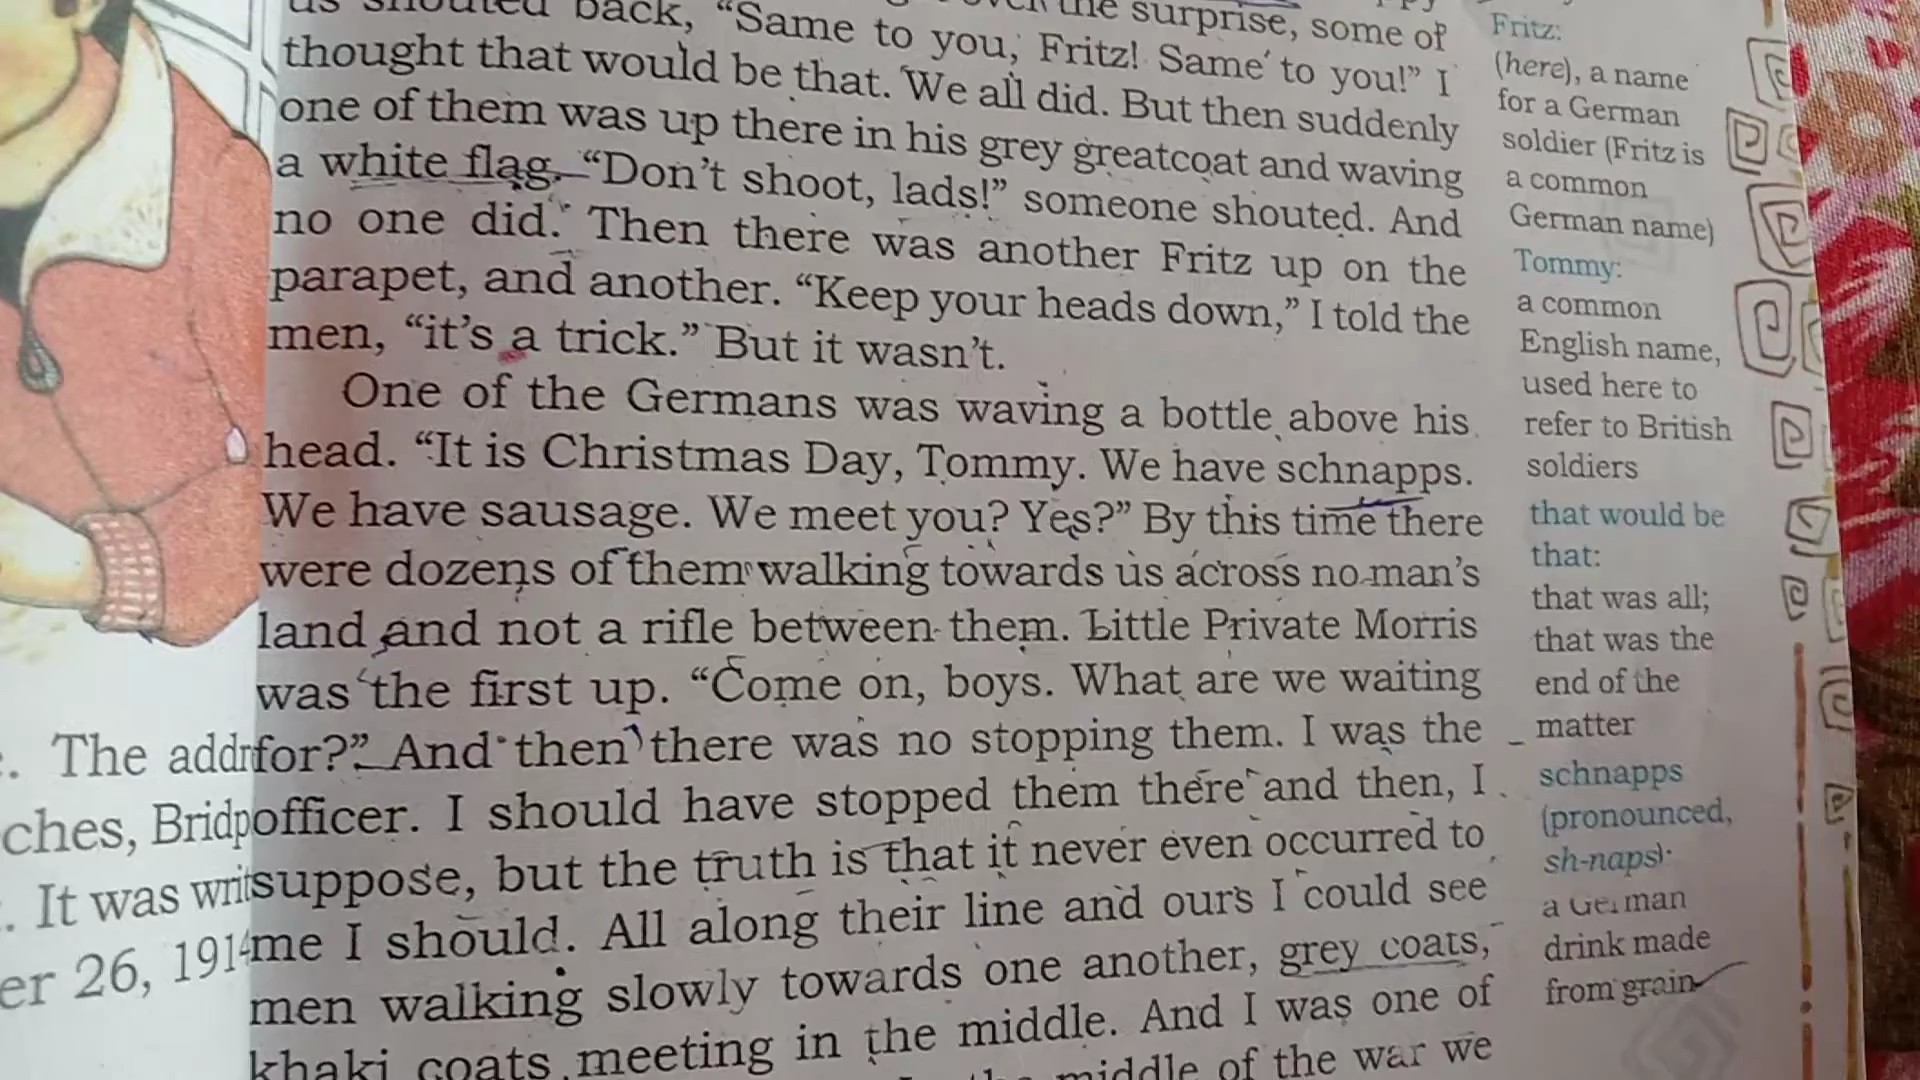 us shouted back, "Same to you, Fritz! Same to you!" I
the surprise, some of
thought that would be that. We all did. But then suddenly
one of them was up there in his grey greatcoat and waving
a white flag. "Don't shoot, lads!" someone shouted. And
no one did. Then there was another Fritz up on the
parapet, and another. "Keep your heads down," I told the
men, "it's a trick." But it wasn't.
One of the Germans was waving a bottle above his
head. "It is Christmas Day, Tommy. We have schnapps.
We have sausage. We meet you? Yes?" By this time there
were dozens of them walking towards us across no man's
land and not a rifle between them. Little Private Morris
was the first up. "Come on, boys. What are we waiting
for?" And then there was no stopping them. I was the
officer. I should have stopped them there and then, I
suppose, but the truth is that it never even occurred to
me I should. All along their line and ours I could see
men walking slowly towards one another, grey coats,
khaki coats meeting in the middle. And I was one of
middle of the war we
Fritz:
(here), a name
for a German
soldier (Fritz is
a common
German name)
Tommy:
a common
English name,
used here to
refer to British
soldiers
that would be
that:
that was all;
that was the
end of the
matter
schnapps
(pronounced,
sh-naps):
a German
drink made
from grain
. The addr
ches, Bridp
. It was writ
er 26, 1914